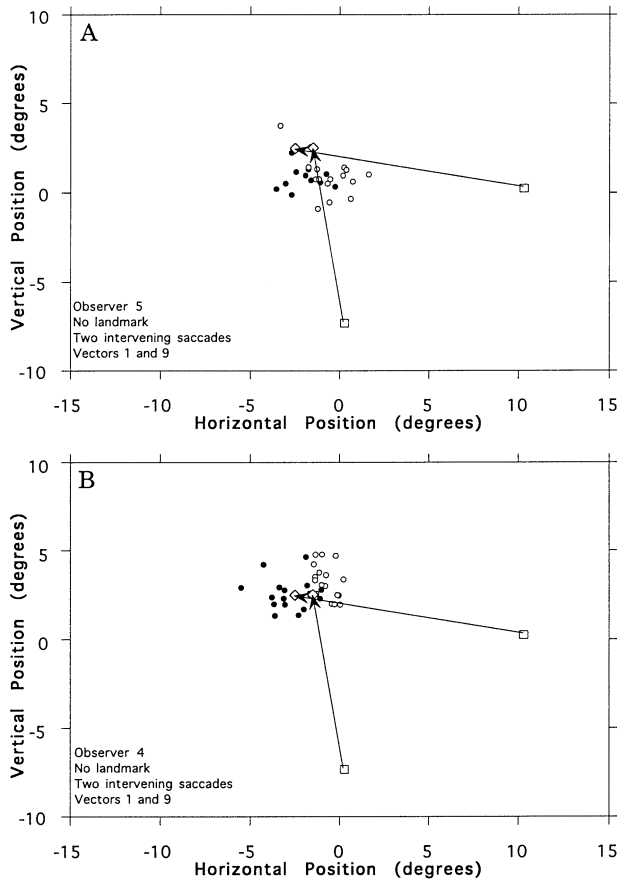 A
10
5
0
-5
-10
Vertical Position (degrees)
Observer 5
No landmark
Two intervening saccades
Vectors 1 and 9
-15 -10 -5 0 5 10 15
Horizontal Position (degrees)
B
10
5
0
-5
-10
Vertical Position (degrees)
Observer 4
No landmark
Two intervening saccades
Vectors 1 and 9
-15 -10 -5 0 5 10 15
Horizontal Position (degrees)